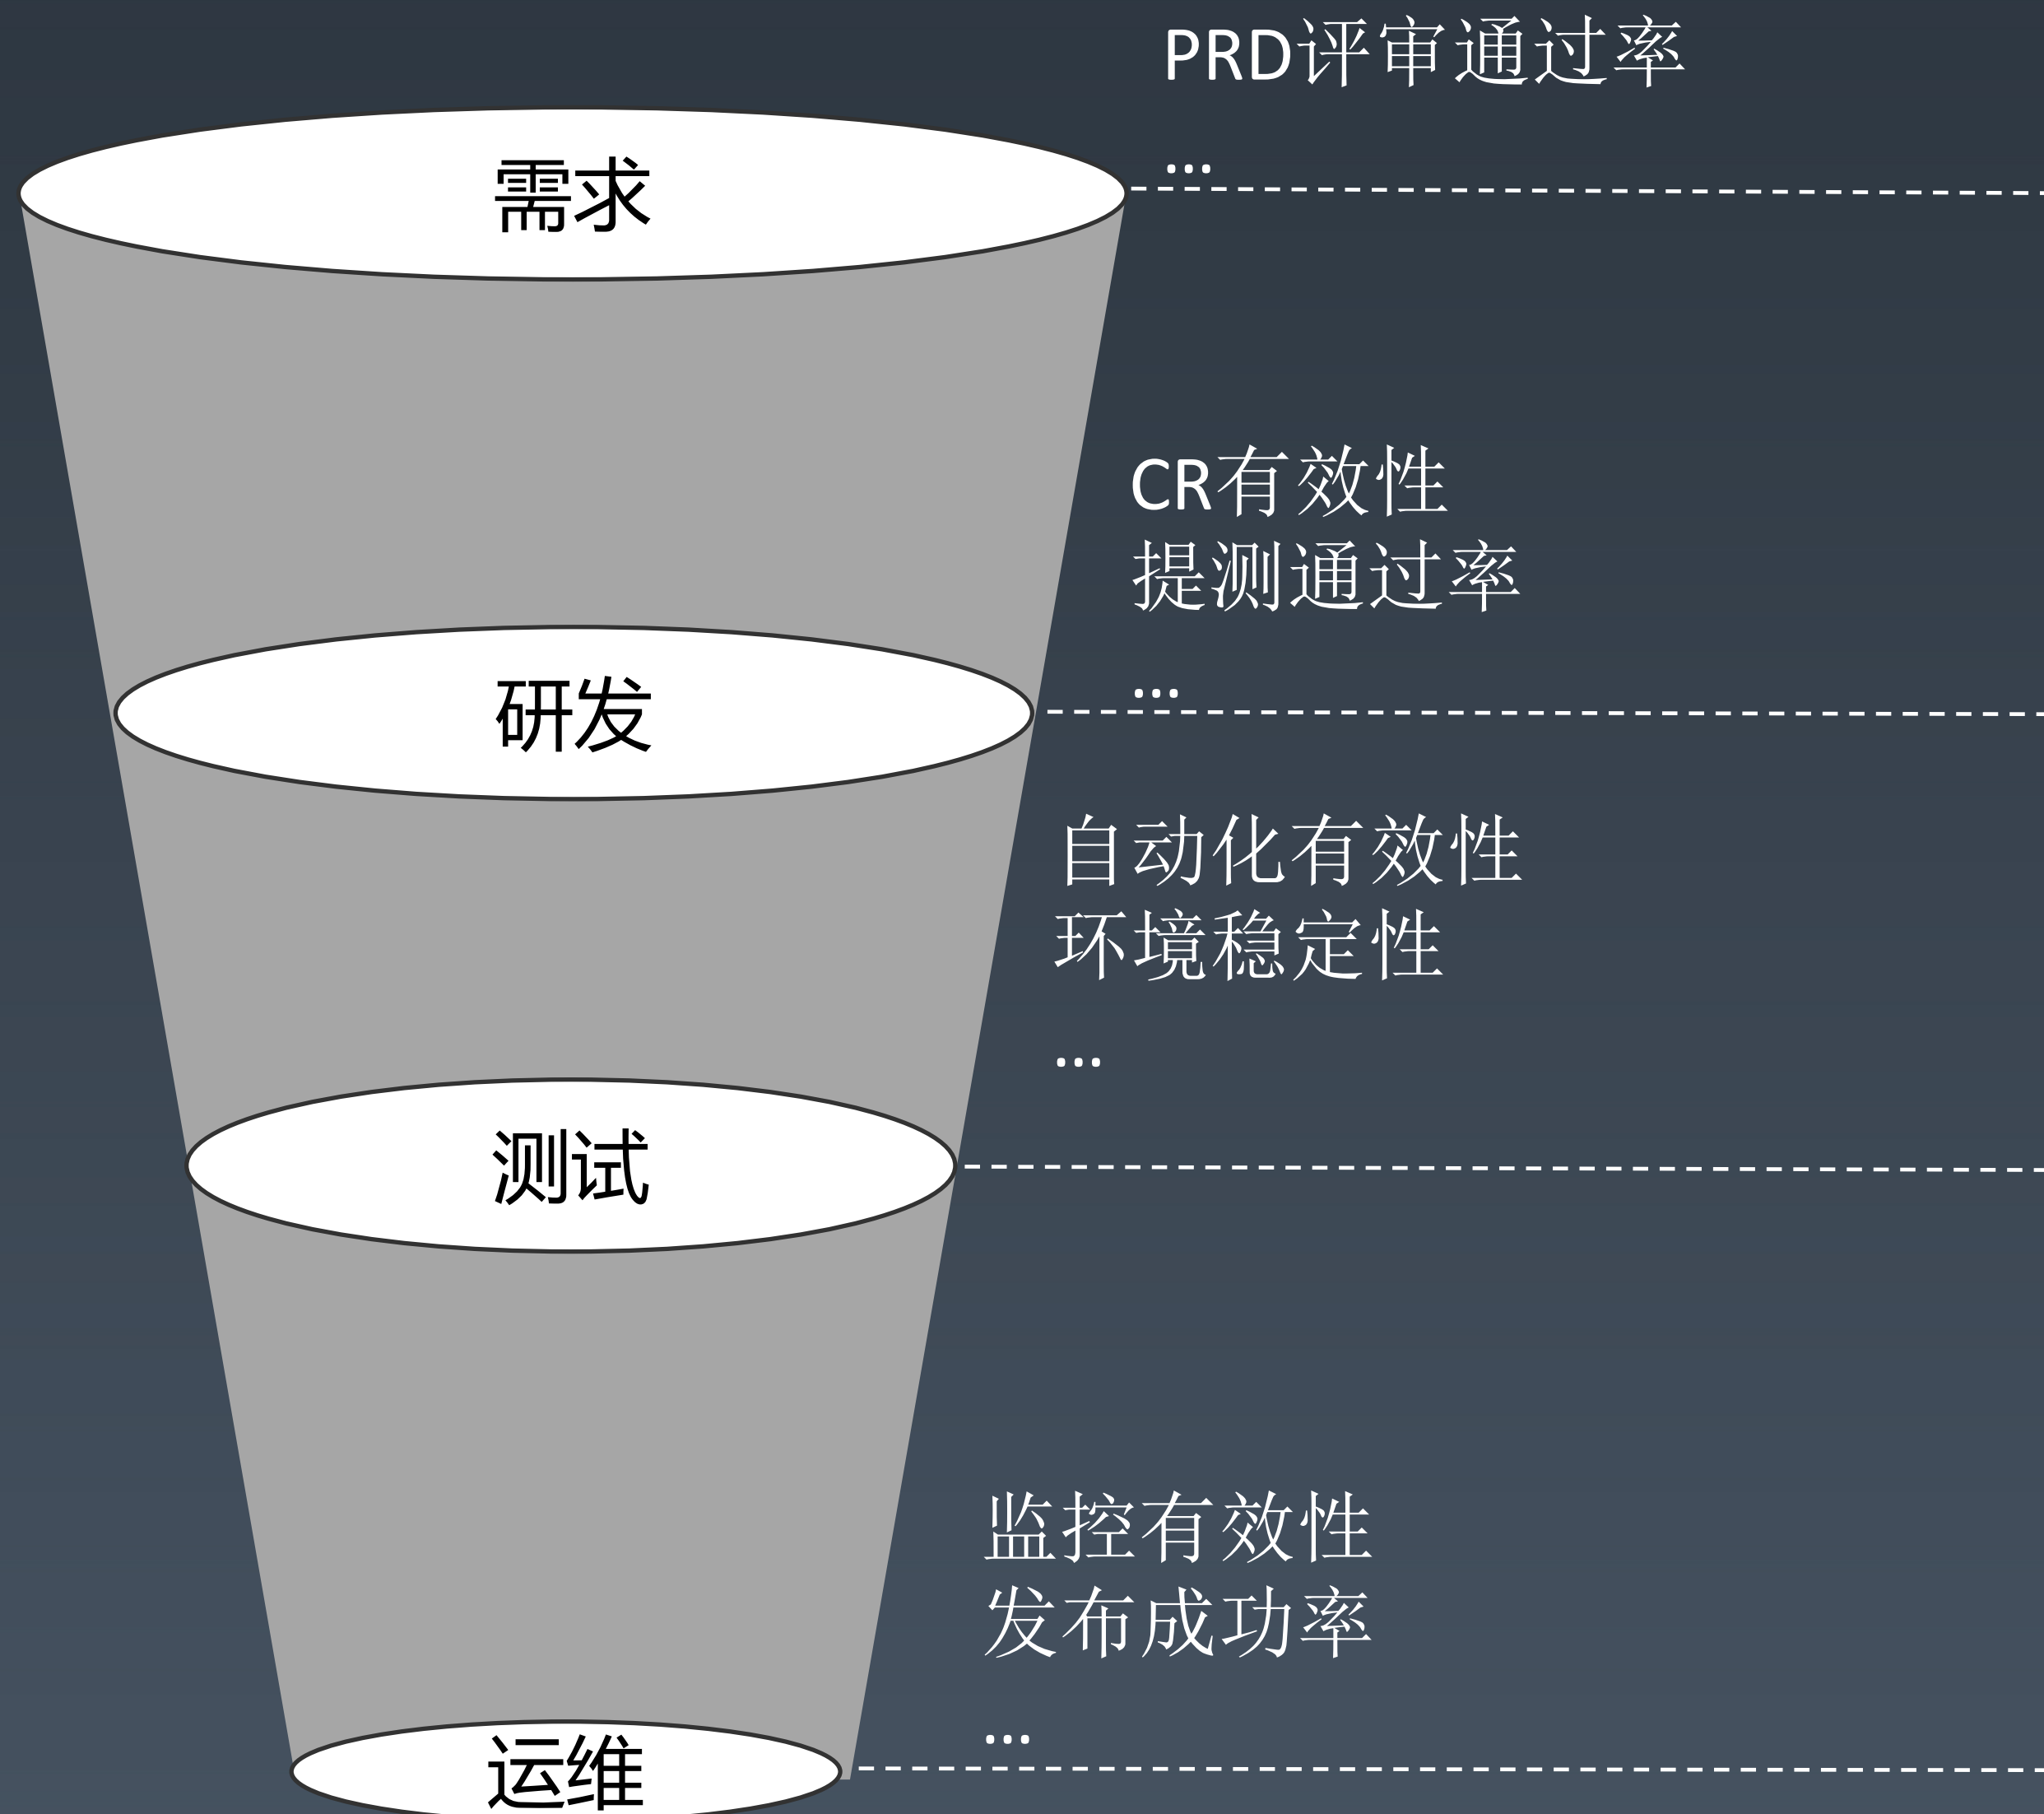 PRD评审通过率
...
需求
CR有效性
提测通过率
...
研发
自动化有效性
环境稳定性
...
测试
监控有效性
发布成功率
...
运维